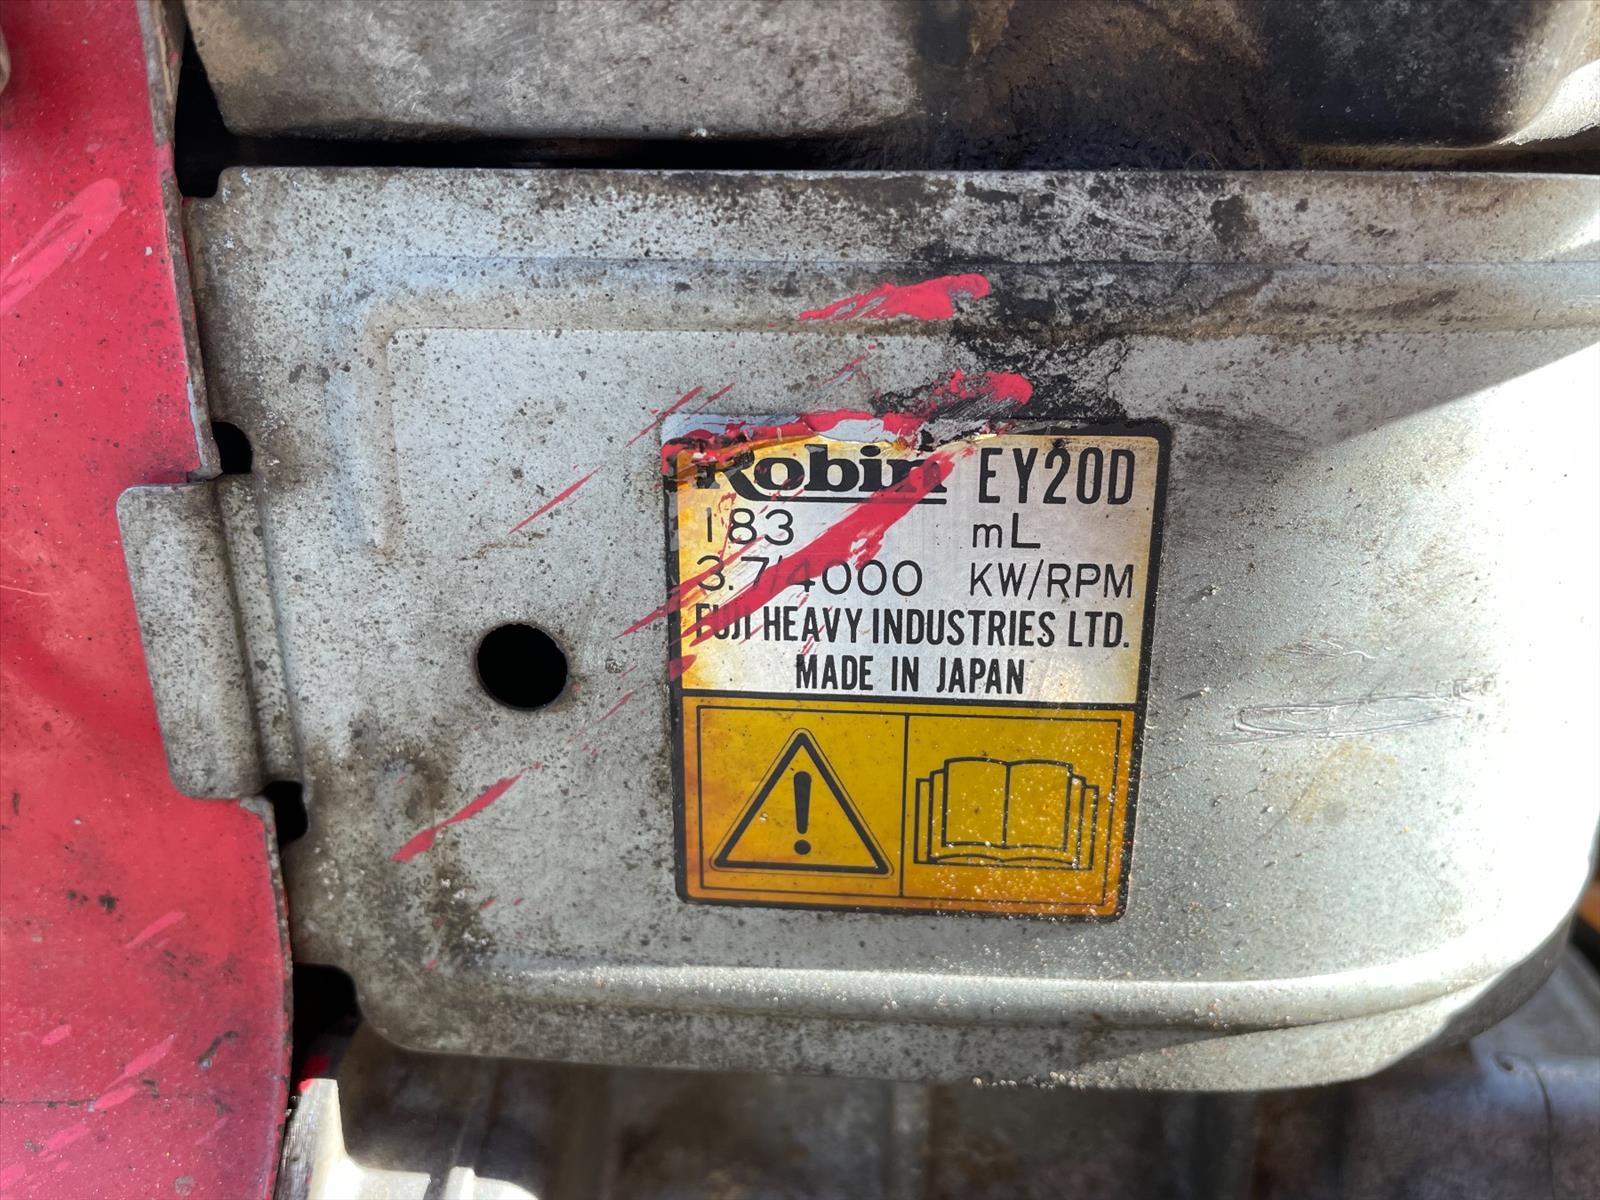 Robin EY20D
183 mL
3.7/4000 KW/RPM
FUJI HEAVY INDUSTRIES LTD.
MADE IN JAPAN